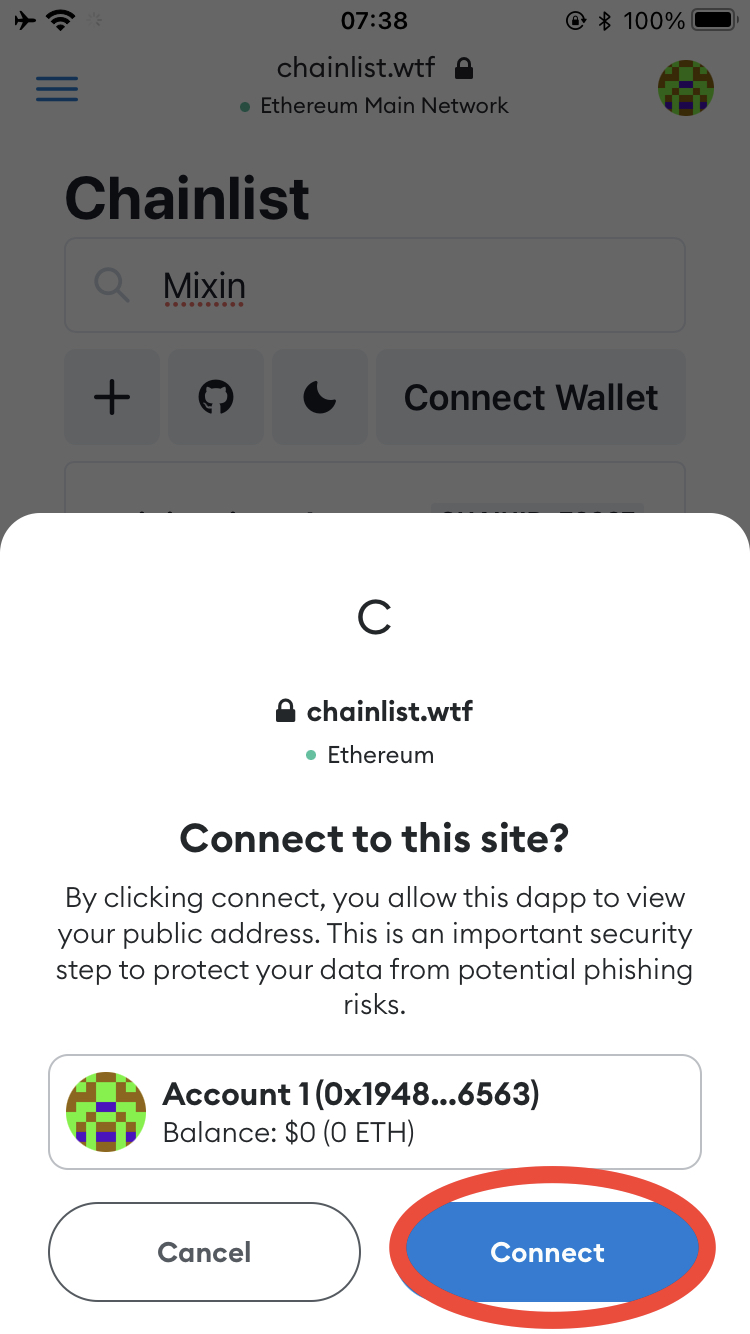 07:38
100%
chainlist.wtf
Ethereum Main Network
Chainlist
Mixin
Connect Wallet
C
chainlist.wtf
Ethereum
Connect to this site?
By clicking connect, you allow this dapp to view
your public address. This is an important security
step to protect your data from potential phishing
risks.
Account 1 (0x1948...6563)
Balance: $0 (0 ETH)
Cancel
Connect